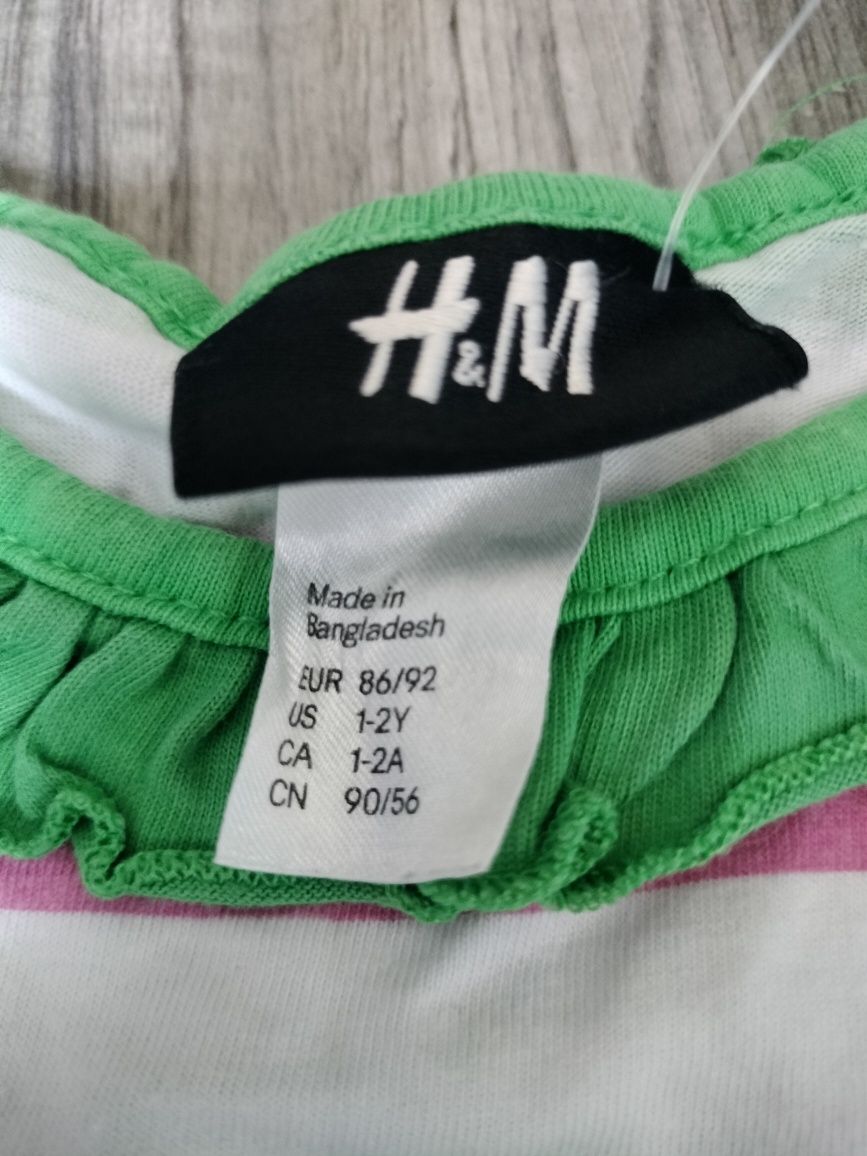 H&M
Made in
Bangladesh
EUR 86/92
US 1-2Y
CA 1-2A
CN 90/56